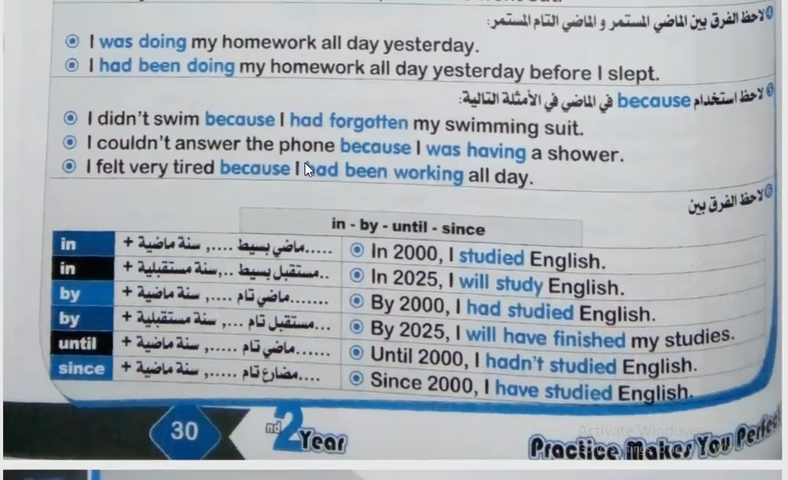 ④ لاحظ الفرق بين الماضي المستمر و الماضي التام المستمر:
I was doing my homework all day yesterday.
I had been doing my homework all day yesterday before I slept.
⑤ لاحظ استخدام because في الماضي في الأمثلة التالية:
I didn't swim because I had forgotten my swimming suit.
I couldn't answer the phone because I was having a shower.
I felt very tired because I had been working all day.
⑥ لاحظ الفرق بين
in - by - until - since
in + سنة ماضية ,.... ماضي بسيط..... In 2000, I studied English.
in + سنة مستقبلية ,.. مستقبل بسيط.. In 2025, I will study English.
by + سنة ماضية ,.... ماضي تام....... By 2000, I had studied English.
by + سنة مستقبلية ,... مستقبل تام... By 2025, I will have finished my studies.
until + سنة ماضية ,..... ماضي تام...... Until 2000, I hadn't studied English.
since + سنة ماضية ,..... مضارع تام.... Since 2000, I have studied English.
30 2nd Year Practice Makes You Perfect
Activate Windows